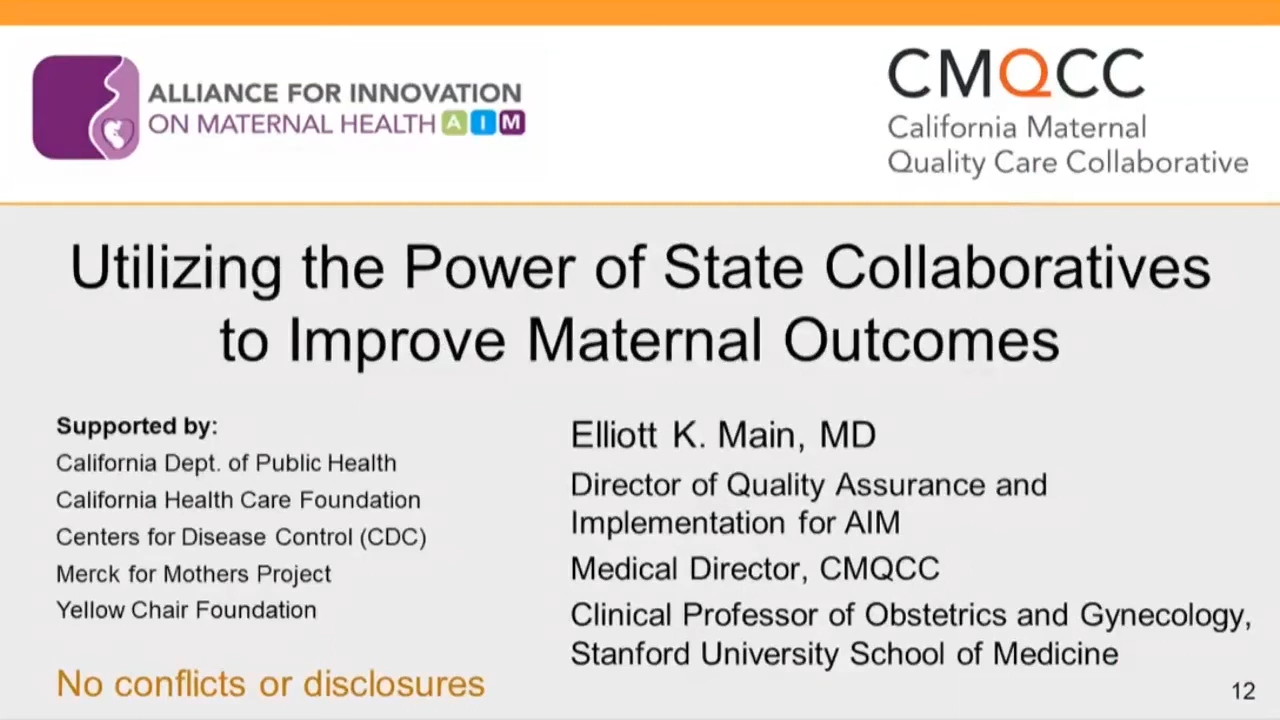 ALLIANCE FOR INNOVATION
ON MATERNAL HEALTH AIM
CMQCC
California Maternal
Quality Care Collaborative
Utilizing the Power of State Collaboratives
to Improve Maternal Outcomes
Supported by:
California Dept. of Public Health
California Health Care Foundation
Centers for Disease Control (CDC)
Merck for Mothers Project
Yellow Chair Foundation
No conflicts or disclosures
Elliott K. Main, MD
Director of Quality Assurance and
Implementation for AIM
Medical Director, CMQCC
Clinical Professor of Obstetrics and Gynecology,
Stanford University School of Medicine
12